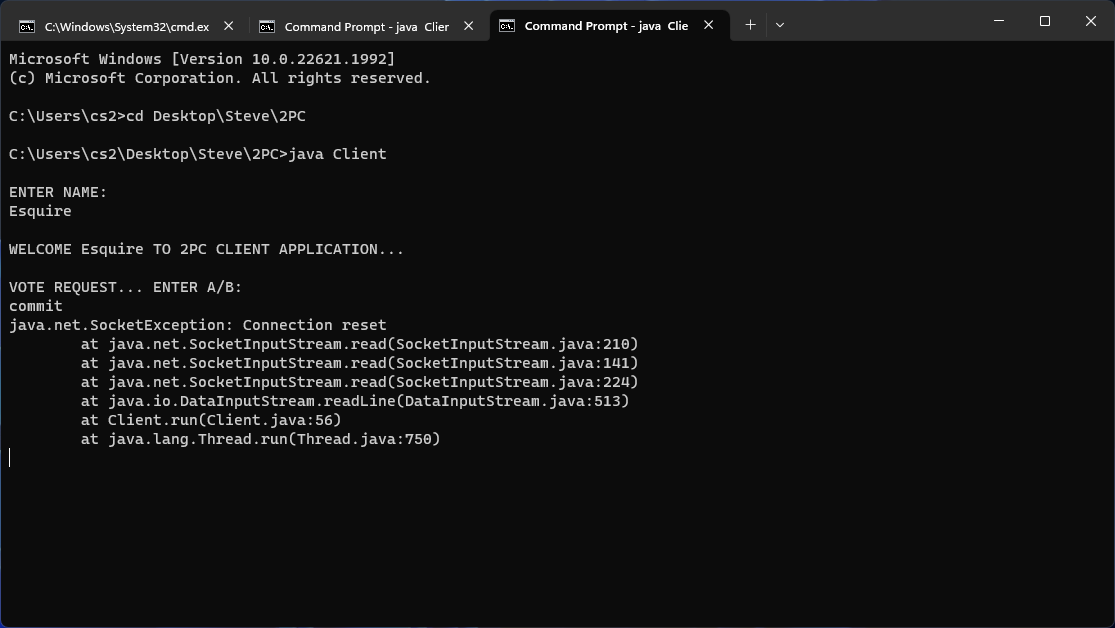 C:\Windows\System32\cmd.ex
Command Prompt - java Clier
Command Prompt - java Clie
Microsoft Windows [Version 10.0.22621.1992]
(c) Microsoft Corporation. All rights reserved.
C:\Users\cs2>cd Desktop\Steve\2PC
C:\Users\cs2\Desktop\Steve\2PC>java Client
ENTER NAME:
Esquire
WELCOME Esquire TO 2PC CLIENT APPLICATION...
VOTE REQUEST... ENTER A/B:
commit
java.net.SocketException: Connection reset
at java.net.SocketInputStream.read(SocketInputStream.java:210)
at java.net.SocketInputStream.read(SocketInputStream.java:141)
at java.net.SocketInputStream.read(SocketInputStream.java:224)
at java.io.DataInputStream.readLine(DataInputStream.java:513)
at Client.run(Client.java:56)
at java.lang.Thread.run(Thread.java:750)